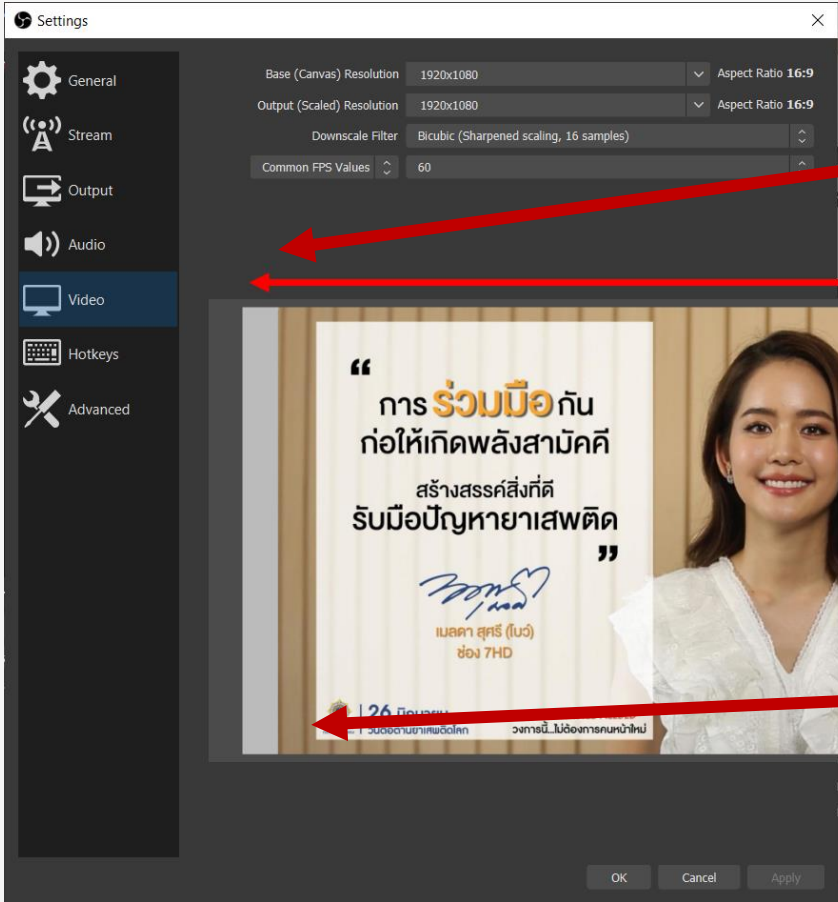 Settings
General
Stream
Output
Audio
Video
Hotkeys
Advanced
Base (Canvas) Resolution 1920x1080 Aspect Ratio 16:9
Output (Scaled) Resolution 1920x1080 Aspect Ratio 16:9
Downscale Filter Bicubic (Sharpened scaling, 16 samples)
Common FPS Values 60
“
การ ร่วมมือ กัน
ก่อให้เกิดพลังสามัคคี
สร้างสรรค์สิ่งที่ดี
รับมือปัญหายาเสพติด
”
เมลดา สุศรี (โบว์)
ช่อง 7HD
26
วันต่อต้านยาเสพติดโลก วงการนี้...ไม่ต้องการคนหน้าใหม่
OK Cancel Apply